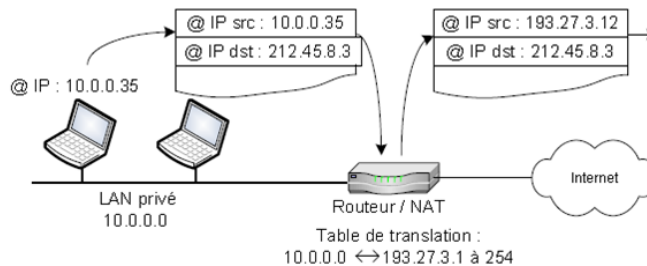 @ IP src : 10.0.0.35
@ IP dst : 212.45.8.3
@ IP src : 193.27.3.12
@ IP dst : 212.45.8.3
@ IP : 10.0.0.35
LAN privé
10.0.0.0
Routeur / NAT
Internet
Table de translation :
10.0.0.0 ↔193.27.3.1 à 254